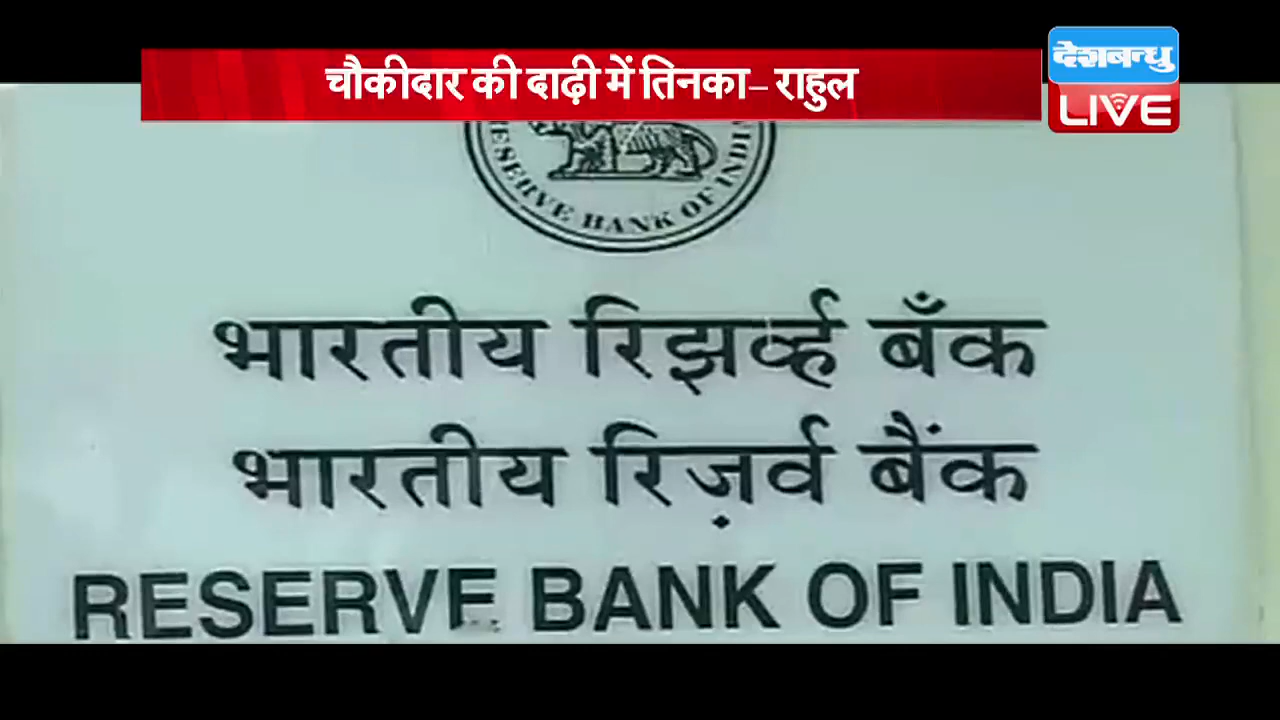 चौकीदार की दाढ़ी में तिनका– राहुल
देशबन्धु
LIVE
RESERVE BANK OF INDIA
भारतीय रिझर्व्ह बँक
भारतीय रिज़र्व बैंक
RESERVE BANK OF INDIA